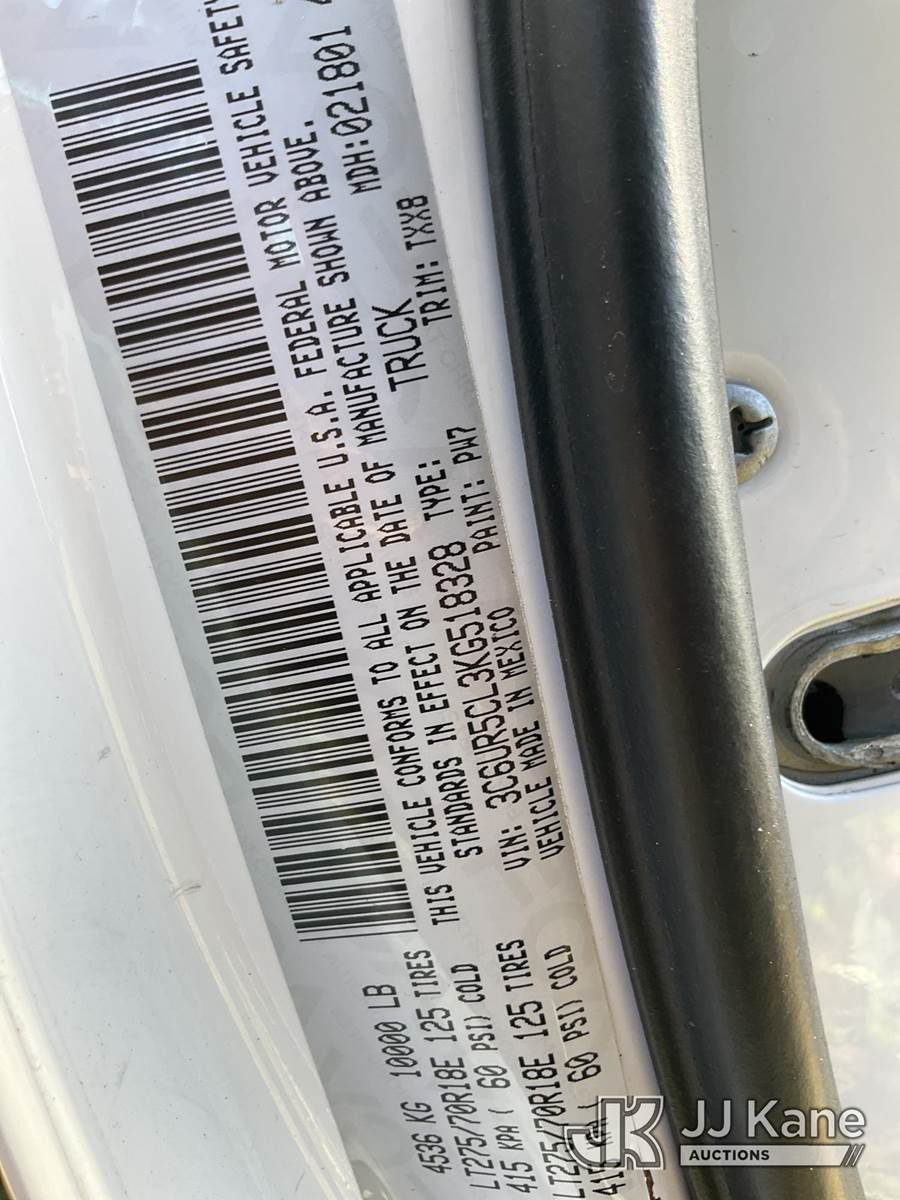 4536 KG 10000 LB
LT275/70R18E 125 TIRES
415 KPA ( 60 PSI) COLD
LT275/70R18E 125 TIRES
415 KPA ( 60 PSI) COLD
THIS VEHICLE CONFORMS TO ALL APPLICABLE U.S.A. FEDERAL MOTOR VEHICLE SAFETY
STANDARDS IN EFFECT ON THE DATE OF MANUFACTURE SHOWN ABOVE.
MDH:021801
VIN: 3C6UR5CL3KG518328 TYPE: TRUCK
VEHICLE MADE IN MEXICO PAINT: PW7 TRIM: TXX8
JK JJ Kane
AUCTIONS